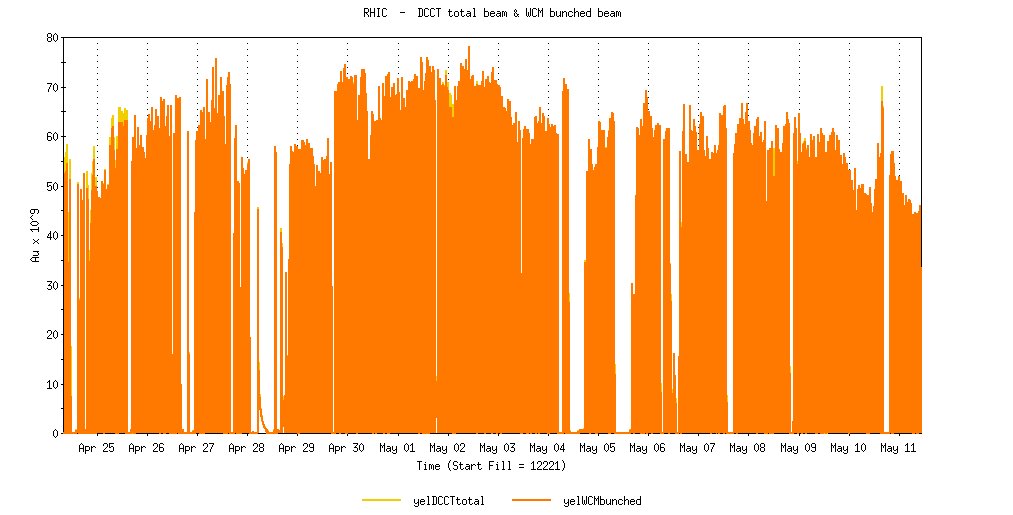 RHIC  -  DCCT total beam & WCM bunched beam
80
70
60
50
40
30
20
10
0
Au x 10^9
Apr 25 Apr 26 Apr 27 Apr 28 Apr 29 Apr 30 May 01 May 02 May 03 May 04 May 05 May 06 May 07 May 08 May 09 May 10 May 11
Time (Start Fill = 12221)
yelDCCTtotal yelWCMbunched